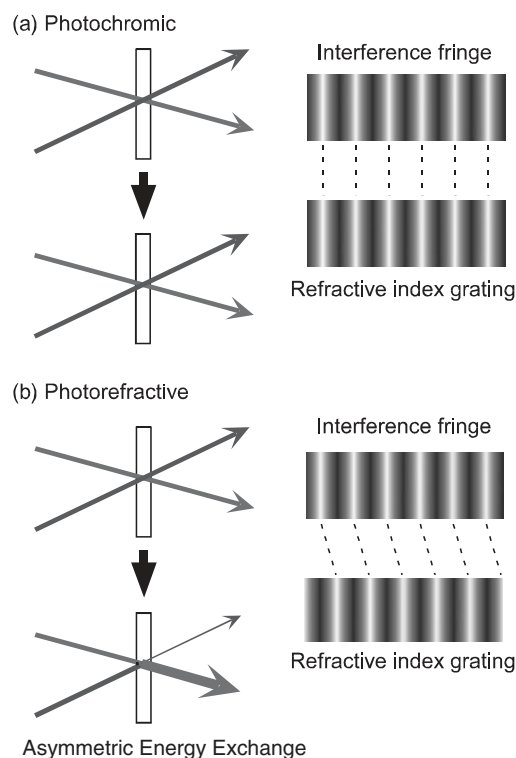 (a) Photochromic
Interference fringe
Refractive index grating
(b) Photorefractive
Interference fringe
Refractive index grating
Asymmetric Energy Exchange